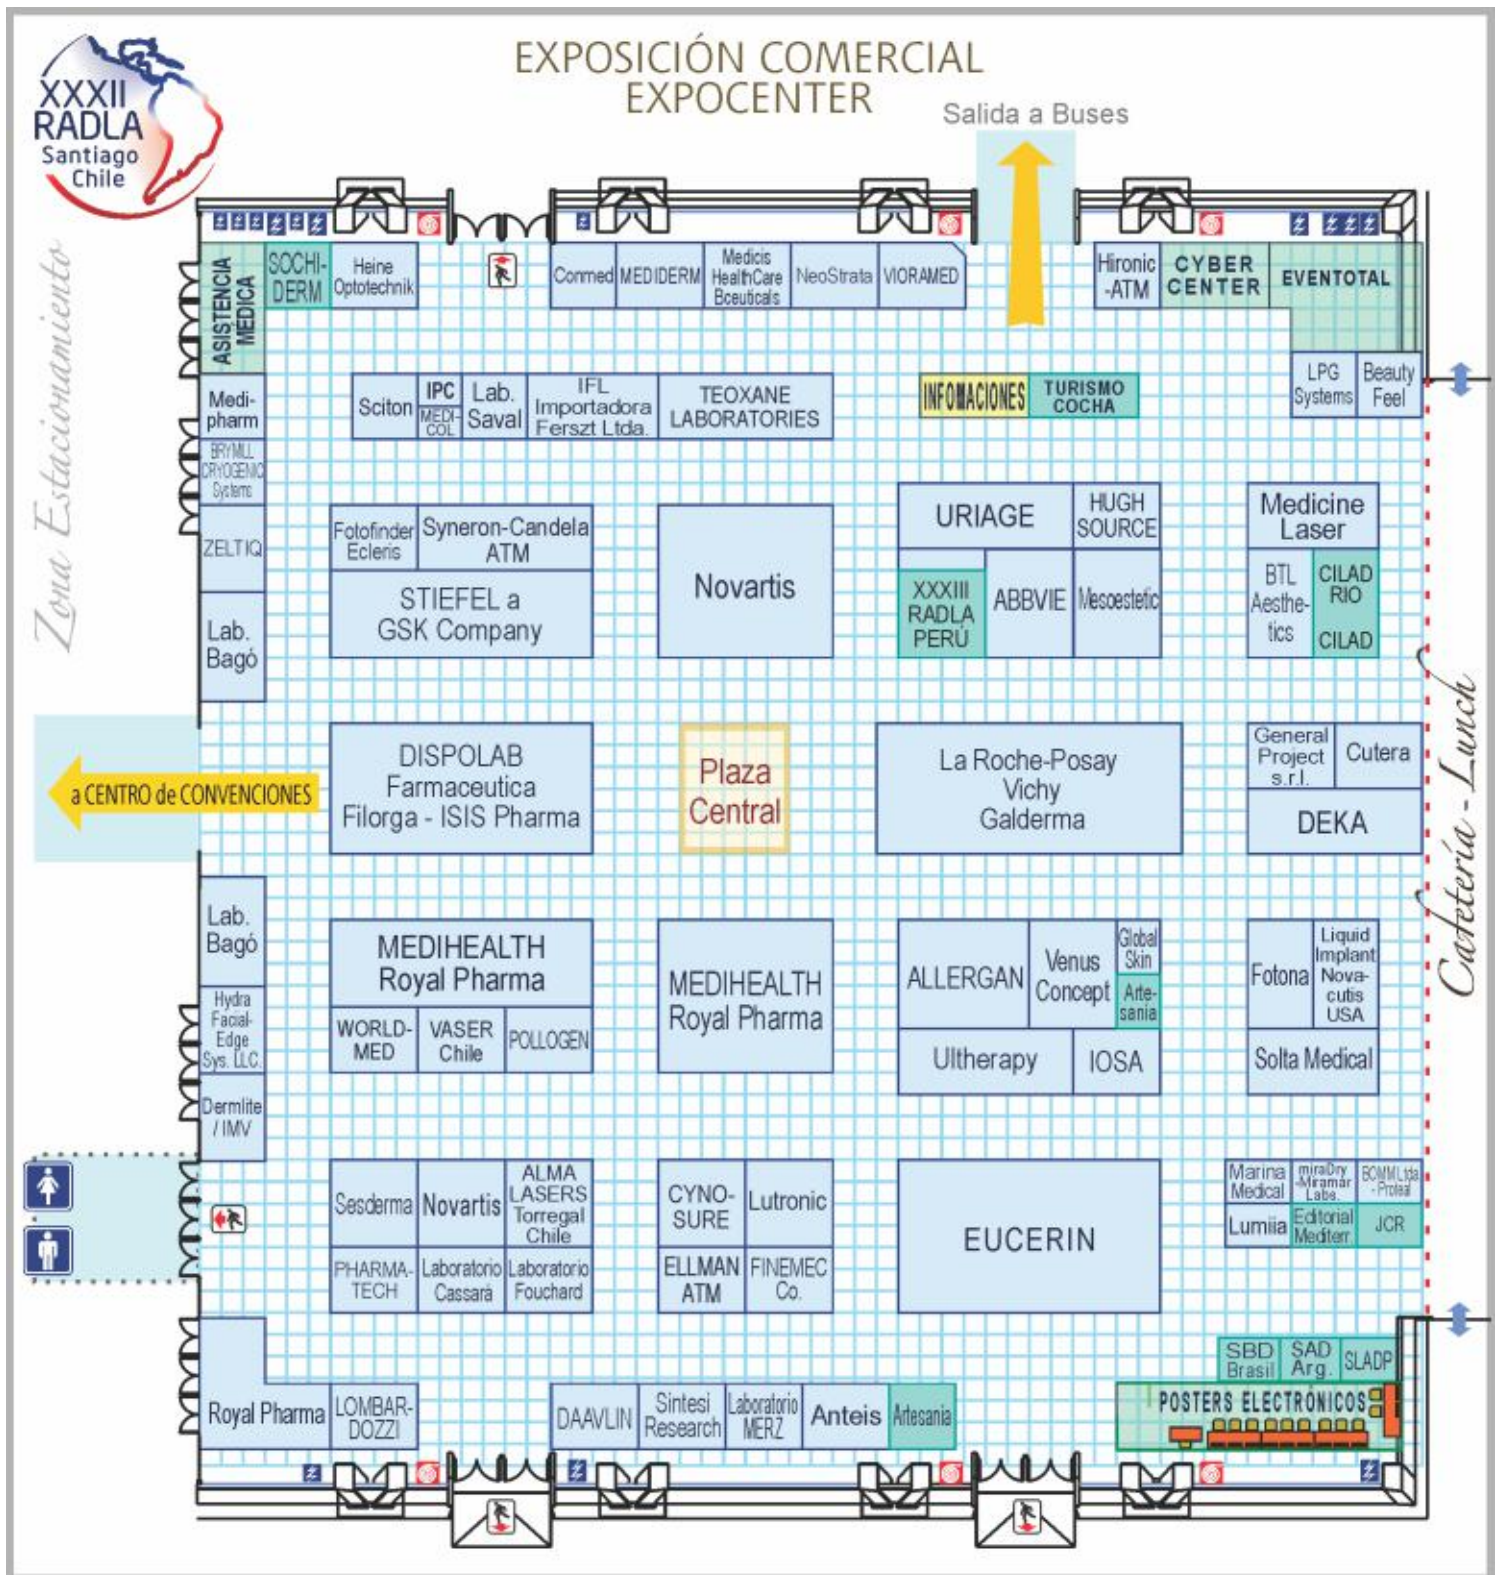 EXPOSICIÓN COMERCIAL
EXPOCENTER
XXXII
RADLA
Santiago
Chile
Salida a Buses
Zona Estacionamiento
ASISTENCIA
MÉDICA
SOCHI-
DERM
Heine
Optotechnik
Conmed
MEDIDERM
Medicis
HealthCare
Bceuticals
NeoStrata
VIORAMED
Hironic
-ATM
CYBER
CENTER
EVENTOTAL
Medi-
pharm
Sciton
IPC
MEDI-
COL
Lab.
Saval
IFL
Importadora
Ferszt Ltda.
TEOXANE
LABORATORIES
INFOMACIONES
TURISMO
COCHA
LPG
Systems
Beauty
Feel
BRYMILL
CRYOGENIC
Systems
ZELTIQ
Lab.
Bagó
Fotofinder
Ecleris
Syneron-Candela
ATM
STIEFEL a
GSK Company
Novartis
URIAGE
HUGH
SOURCE
XXXIII
RADLA
PERÚ
ABBVIE
Mesoestetic
Medicine
Laser
BTL
Aesthe-
tics
CILAD
RIO
CILAD
a CENTRO de CONVENCIONES
DISPOLAB
Farmaceutica
Filorga - ISIS Pharma
Plaza
Central
La Roche-Posay
Vichy
Galderma
General
Project
s.r.l.
Cutera
DEKA
Cafetería - Lunch
Lab.
Bagó
Hydra
Facial-
Edge
Sys. LLC.
Dermlite
/ IMV
MEDIHEALTH
Royal Pharma
WORLD-
MED
VASER
Chile
POLLOGEN
MEDIHEALTH
Royal Pharma
ALLERGAN
Venus
Concept
Global
Skin
Arte-
sanía
Ultherapy
IOSA
Fotona
Liquid
Implant
Nova-
cutis
USA
Solta Medical
Sesderma
Novartis
ALMA
LASERS
Torregal
Chile
PHARMA-
TECH
Laboratorio
Cassará
Laboratorio
Fouchard
CYNO-
SURE
Lutronic
ELLMAN
ATM
FINEMEC
Co.
EUCERIN
Marina
Medical
miraDry
-Miramar
Labs.
BOMM Ltda
- Proteal
Lumiia
Editorial
Mediterr.
JCR
Royal Pharma
LOMBAR-
DOZZI
DAAVLIN
Sintesi
Research
Laboratorio
MERZ
Anteis
Artesania
SBD
Brasil
SAD
Arg.
SLADP
POSTERS ELECTRÓNICOS